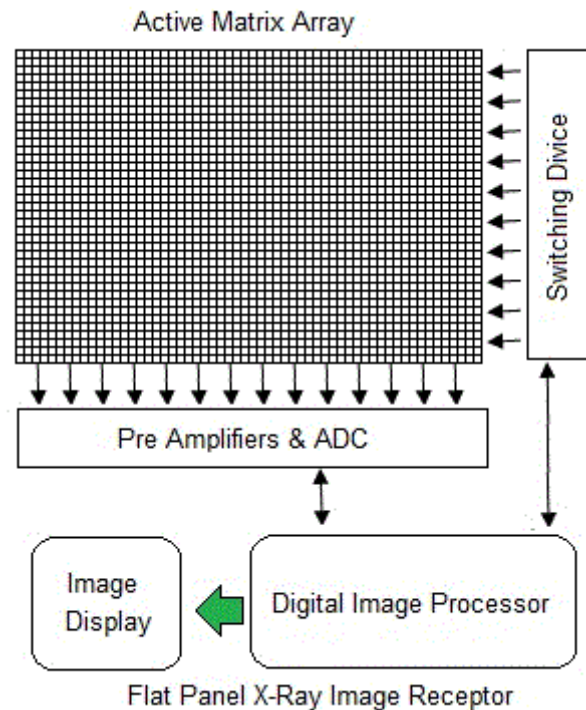 Active Matrix Array
Switching Divice
Pre Amplifiers & ADC
Image
Display
Digital Image Processor
Flat Panel X-Ray Image Receptor